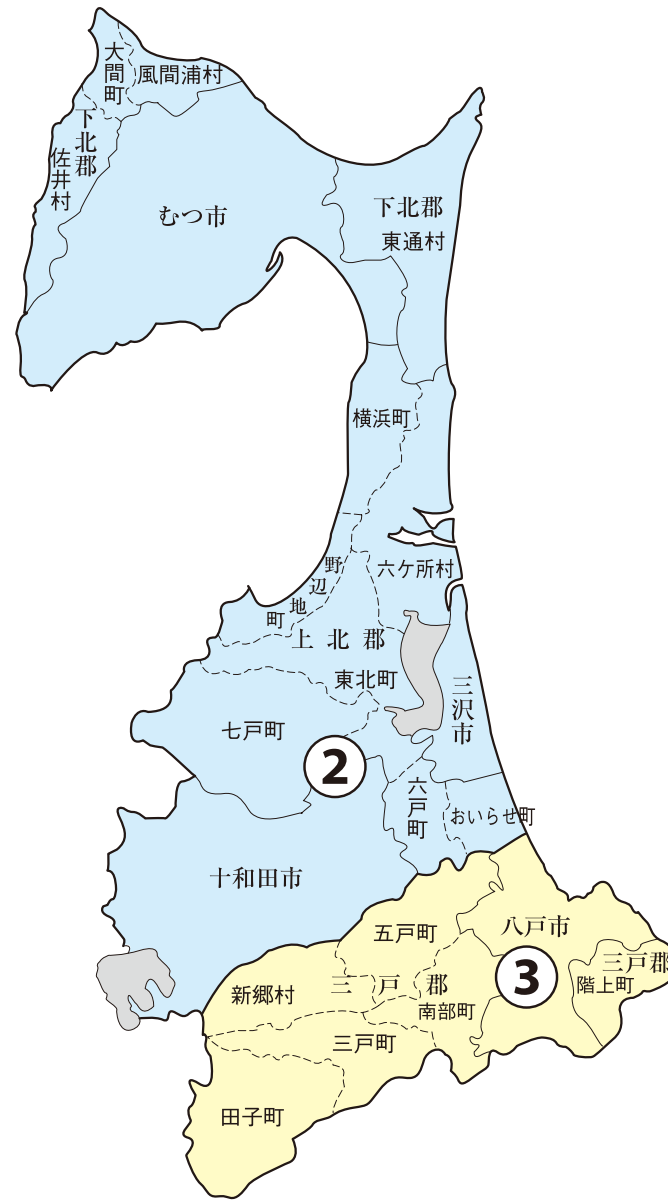 大間町
風間浦村
下北郡
佐井村
むつ市
下北郡
東通村
横浜町
六ケ所村
野辺地町
上北郡
東北町
三沢市
七戸町
2
六戸町
おいらせ町
十和田市
五戸町
八戸市
三戸郡
階上町
3
新郷村
三戸郡
南部町
三戸町
田子町